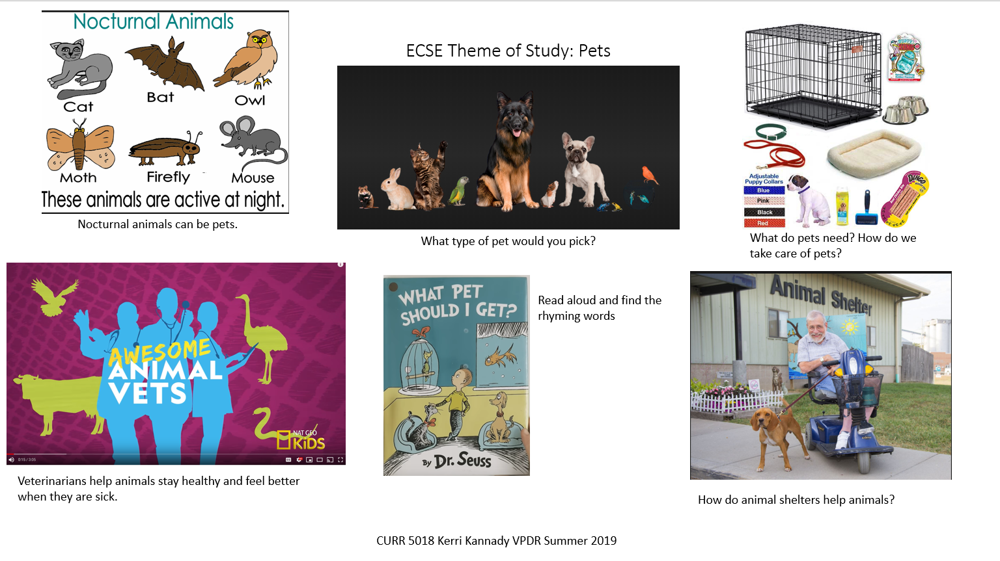 Nocturnal Animals
Cat
Bat
Owl
Moth
Firefly
Mouse
These animals are active at night.
Nocturnal animals can be pets.
ECSE Theme of Study: Pets
What type of pet would you pick?
Adjustable
Puppy Collars
Blue
Pink
Black
Red
DINGO
What do pets need? How do we
take care of pets?
AWESOME
ANIMAL
VETS
NAT GEO
KiDS
0:15 / 3:05
Veterinarians help animals stay healthy and feel better
when they are sick.
WHAT PET
SHOULD I GET?
By Dr. Seuss
Read aloud and find the
rhyming words
Animal Shelter
How do animal shelters help animals?
CURR 5018 Kerri Kannady VPDR Summer 2019